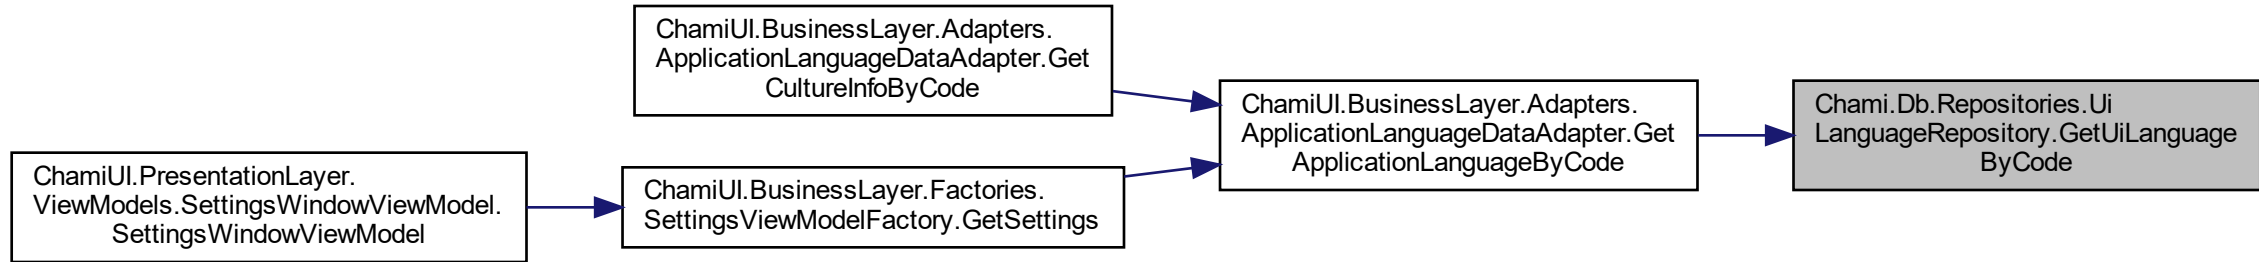 ChamiUI.BusinessLayer.Adapters.
ApplicationLanguageDataAdapter.Get
CultureInfoByCode
ChamiUI.PresentationLayer.
ViewModels.SettingsWindowViewModel.
SettingsWindowViewModel
ChamiUI.BusinessLayer.Factories.
SettingsViewModelFactory.GetSettings
ChamiUI.BusinessLayer.Adapters.
ApplicationLanguageDataAdapter.Get
ApplicationLanguageByCode
Chami.Db.Repositories.Ui
LanguageRepository.GetUiLanguage
ByCode